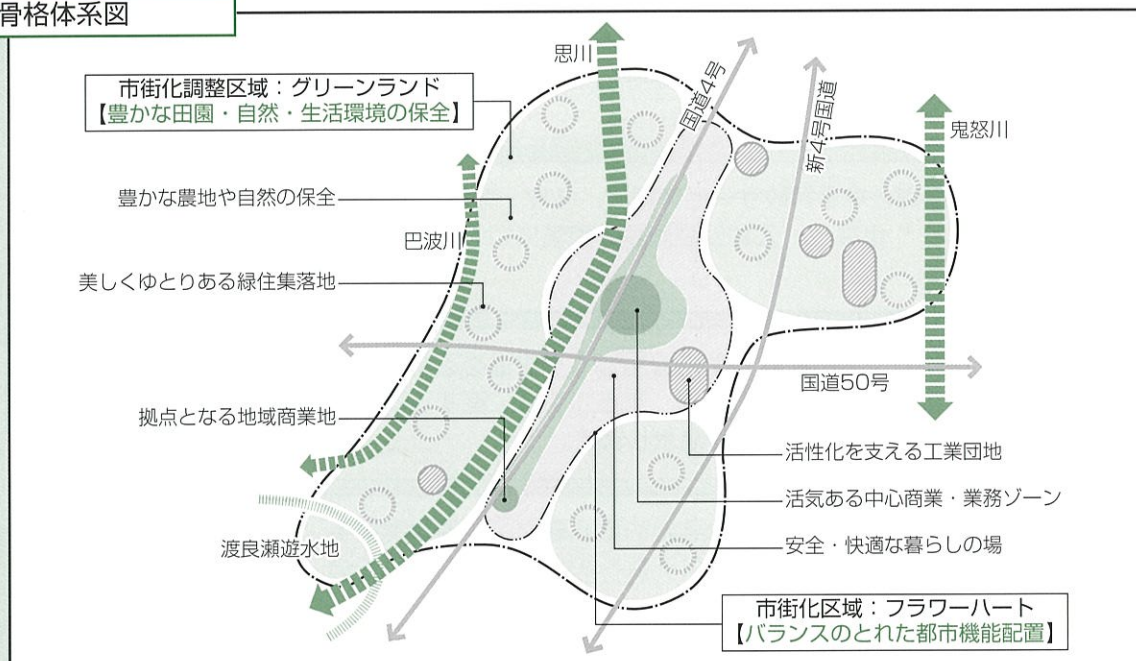 骨格体系図
思川
市街化調整区域：グリーンランド
【豊かな田園・自然・生活環境の保全】
国道4号
新4号国道
鬼怒川
豊かな農地や自然の保全
巴波川
美しくゆとりある緑住集落地
国道50号
拠点となる地域商業地
活性化を支える工業団地
活気ある中心商業・業務ゾーン
渡良瀬遊水地
安全・快適な暮らしの場
市街化区域：フラワーハート
【バランスのとれた都市機能配置】